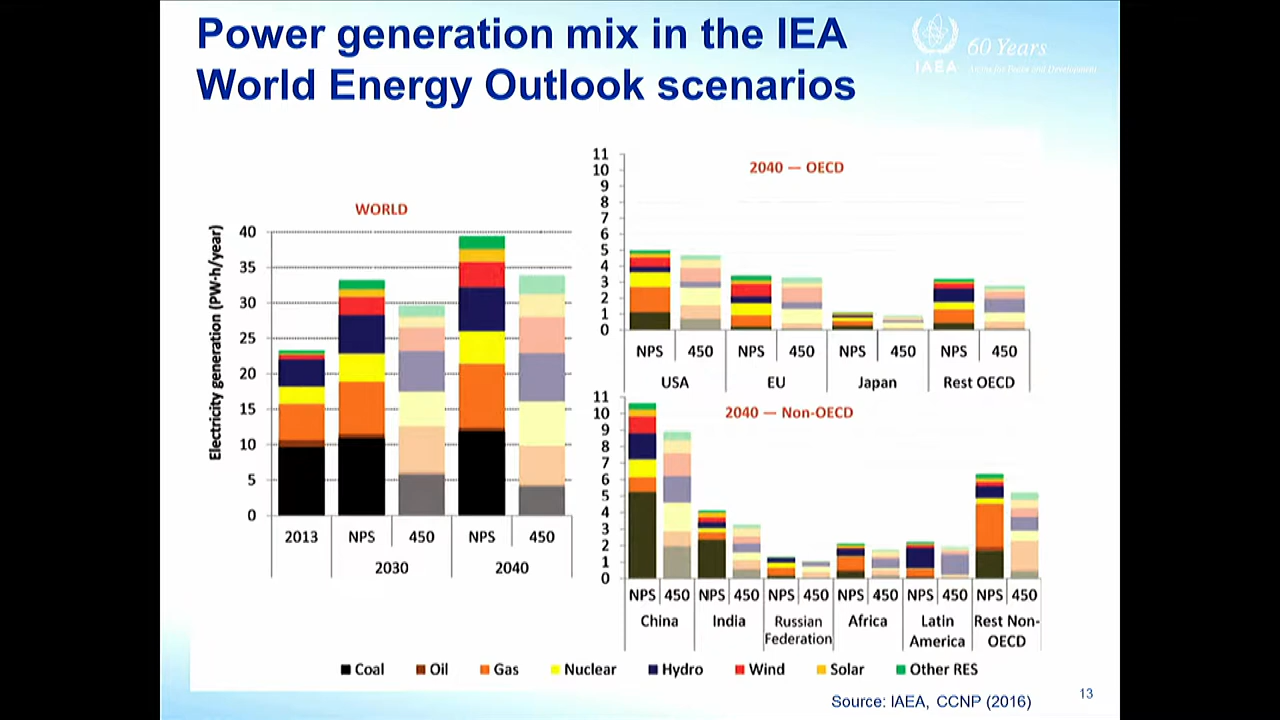 Power generation mix in the IEA
World Energy Outlook scenarios
IAEA
60 Years
Atoms for Peace and Development
WORLD
Electricity generation (PW·h/year)
40
35
30
25
20
15
10
5
0
2013 NPS 450 NPS 450
2030 2040
2040 — OECD
11
10
9
8
7
6
5
4
3
2
1
0
NPS 450 NPS 450 NPS 450 NPS 450
USA EU Japan Rest OECD
2040 — Non-OECD
11
10
9
8
7
6
5
4
3
2
1
0
NPS 450 NPS 450 NPS 450 NPS 450 NPS 450 NPS 450
China India Russian Federation Africa Latin America Rest Non-OECD
Coal Oil Gas Nuclear Hydro Wind Solar Other RES
Source: IAEA, CCNP (2016)
13